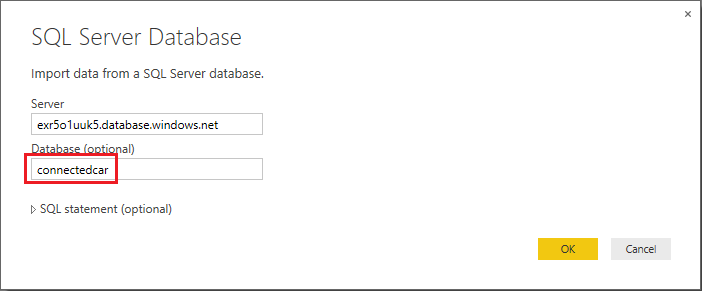 SQL Server Database
Import data from a SQL Server database.
Server
exr5o1uuk5.database.windows.net
Database (optional)
connectedcar
SQL statement (optional)
OK
Cancel